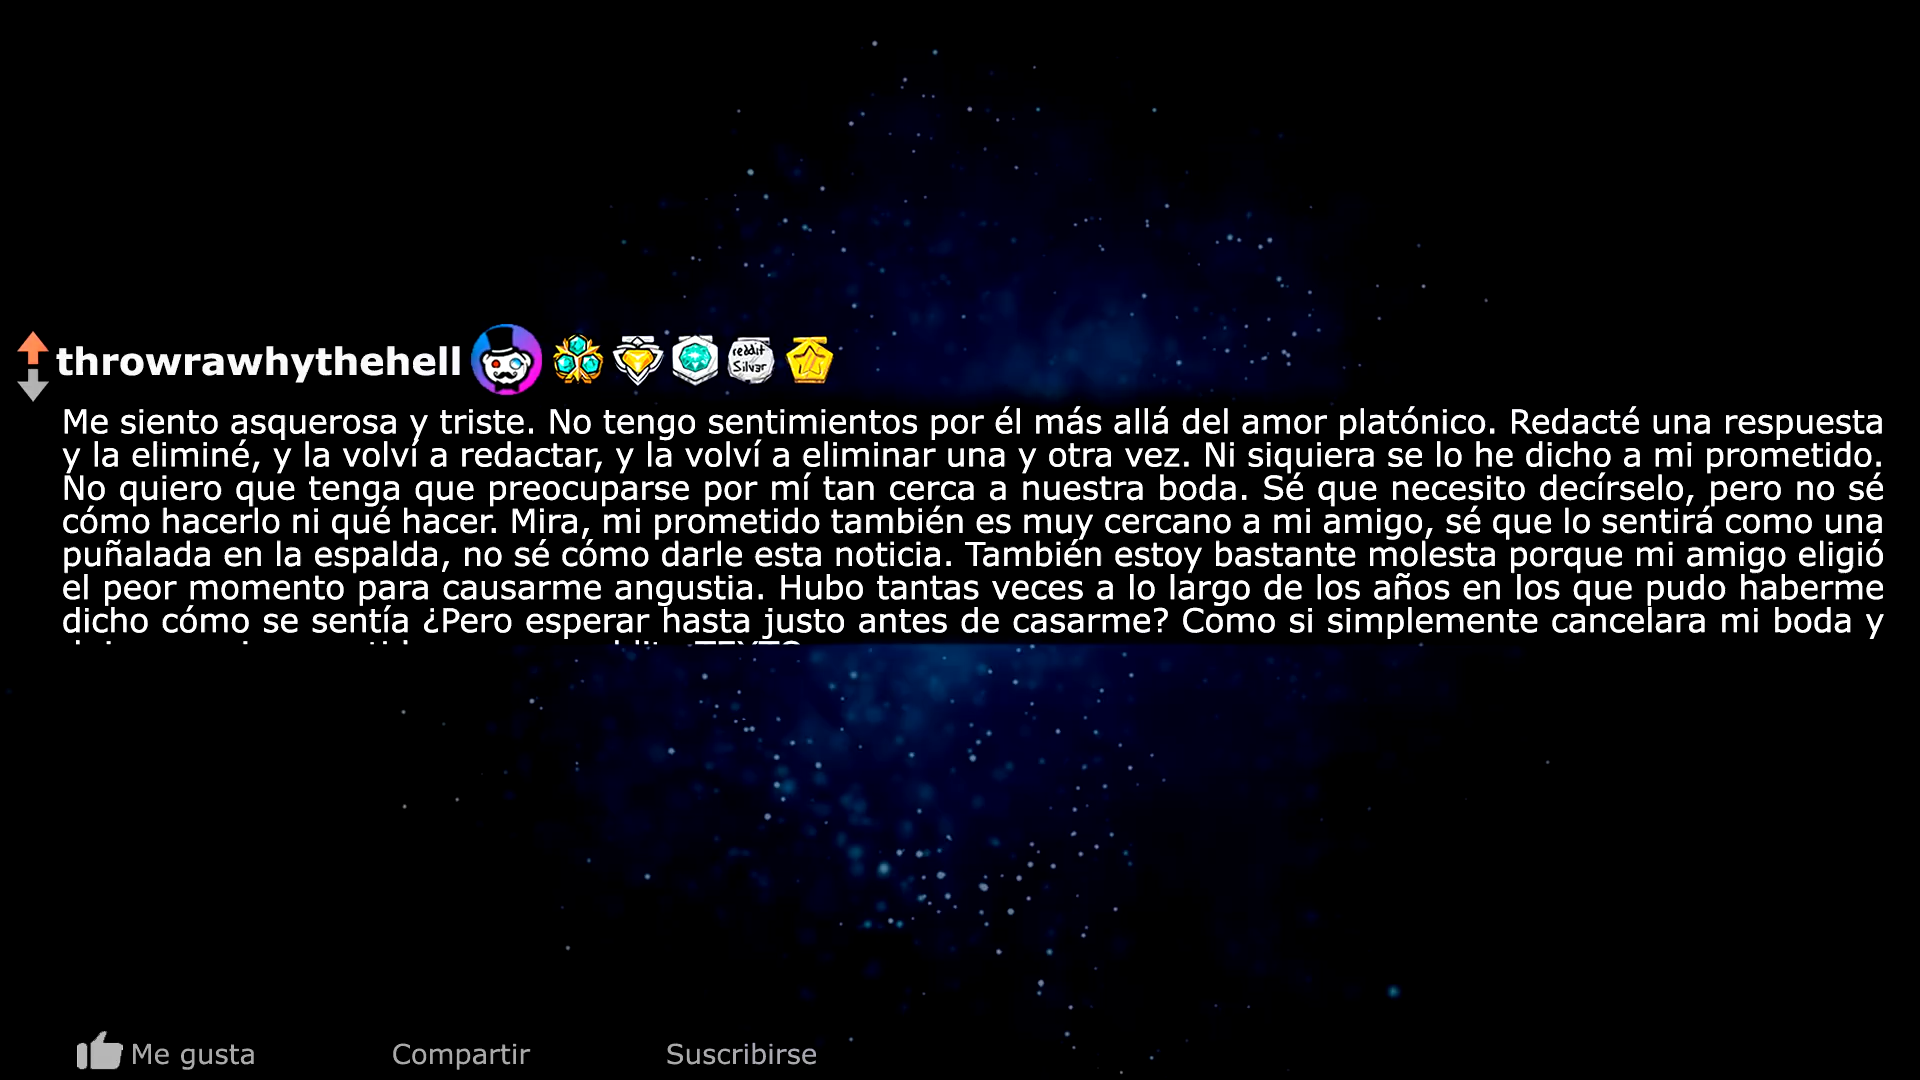 throwrawhythehell
reddit
Silver
Me siento asquerosa y triste. No tengo sentimientos por él más allá del amor platónico. Redacté una respuesta
y la eliminé, y la volví a redactar, y la volví a eliminar una y otra vez. Ni siquiera se lo he dicho a mi prometido.
No quiero que tenga que preocuparse por mí tan cerca a nuestra boda. Sé que necesito decírselo, pero no sé
cómo hacerlo ni qué hacer. Mira, mi prometido también es muy cercano a mi amigo, sé que lo sentirá como una
puñalada en la espalda, no sé cómo darle esta noticia. También estoy bastante molesta porque mi amigo eligió
el peor momento para causarme angustia. Hubo tantas veces a lo largo de los años en los que pudo haberme
dicho cómo se sentía ¿Pero esperar hasta justo antes de casarme? Como si simplemente cancelara mi boda y
Me gusta Compartir Suscribirse